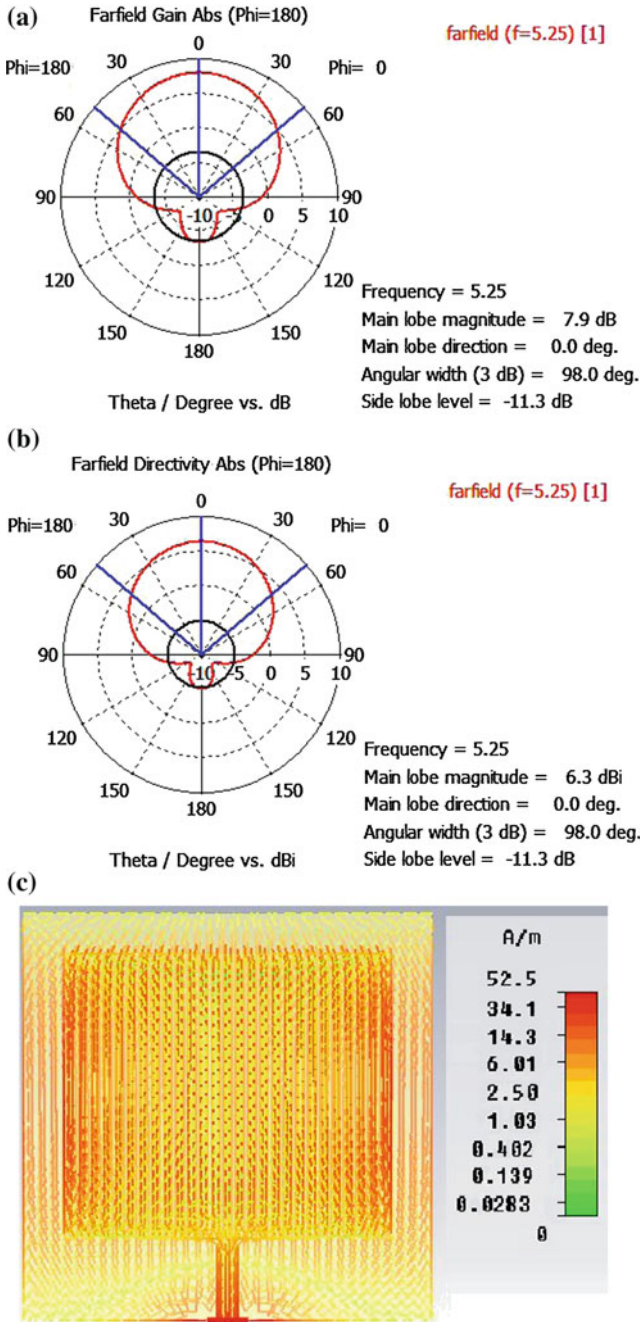 (a)
Farfield Gain Abs (Phi=180)
farfield (f=5.25) [1]
0
Phi=180 30 30 Phi= 0
60 60
90 -10 -5 0 5 10 90
120 120
150 150
180
Frequency = 5.25
Main lobe magnitude = 7.9 dB
Main lobe direction = 0.0 deg.
Angular width (3 dB) = 98.0 deg.
Side lobe level = -11.3 dB
Theta / Degree vs. dB
(b)
Farfield Directivity Abs (Phi=180)
farfield (f=5.25) [1]
0
Phi=180 30 30 Phi= 0
60 60
90 -10 -5 0 5 10 90
120 120
150 150
180
Frequency = 5.25
Main lobe magnitude = 6.3 dBi
Main lobe direction = 0.0 deg.
Angular width (3 dB) = 98.0 deg.
Side lobe level = -11.3 dB
Theta / Degree vs. dBi
(c)
A/m
52.5
34.1
14.3
6.01
2.50
1.03
0.402
0.139
0.0283
0